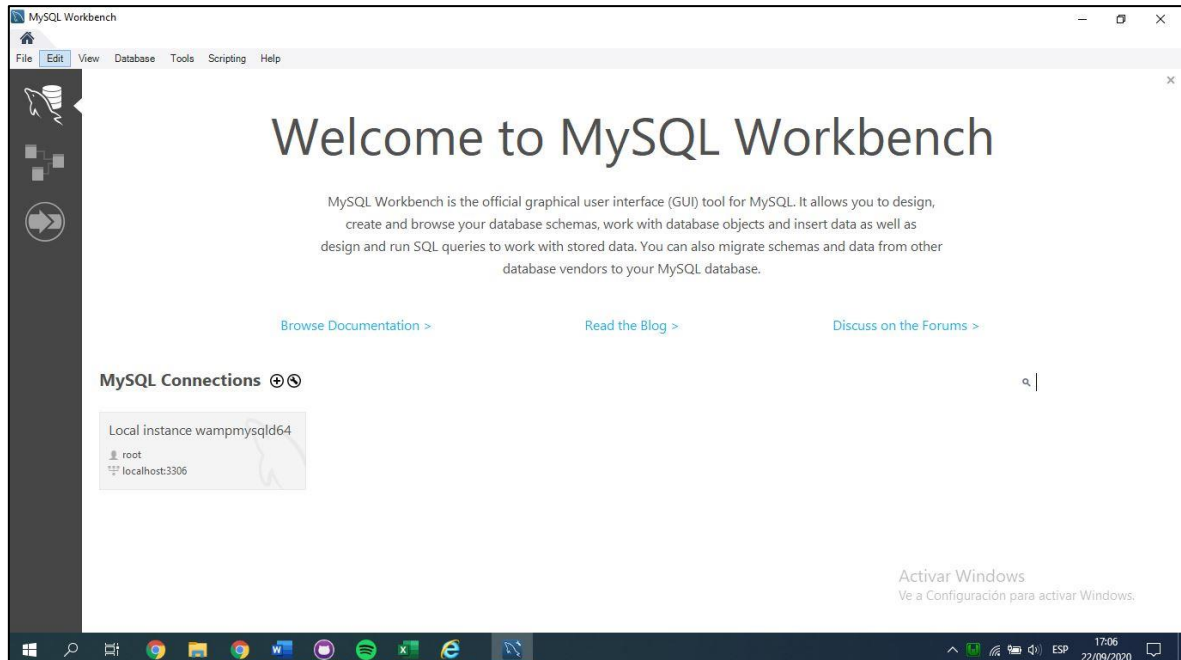 MySQL Workbench
File Edit View Database Tools Scripting Help
Welcome to MySQL Workbench
MySQL Workbench is the official graphical user interface (GUI) tool for MySQL. It allows you to design,
create and browse your database schemas, work with database objects and insert data as well as
design and run SQL queries to work with stored data. You can also migrate schemas and data from other
database vendors to your MySQL database.
Browse Documentation > Read the Blog > Discuss on the Forums >
MySQL Connections
Local instance wampmysqld64
root
localhost:3306
Activar Windows
Ve a Configuración para activar Windows.
ESP 17:06
22/09/2020